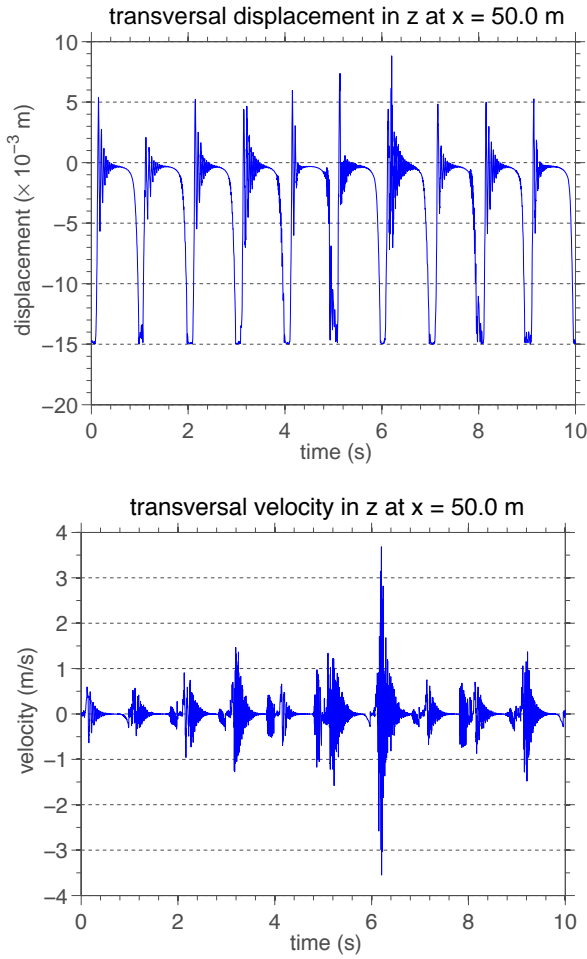 transversal displacement in z at x = 50.0 m
displacement (× 10⁻³ m)
10
5
0
−5
−10
−15
−20
0 2 4 6 8 10
time (s)
transversal velocity in z at x = 50.0 m
velocity (m/s)
4
3
2
1
0
−1
−2
−3
−4
0 2 4 6 8 10
time (s)